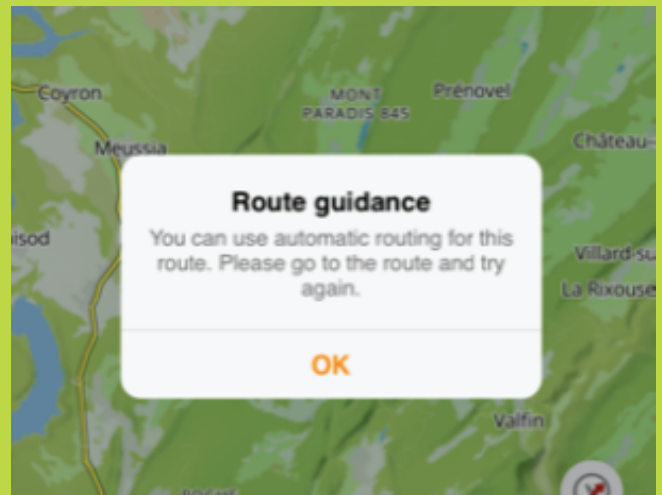 Coyron
MONT
PARADIS 845
Prénovel
Meussia
Château-
Route guidance
You can use automatic routing for this
route. Please go to the route and try
again.
isod
Villard-su
La Rixouse
OK
Valfin